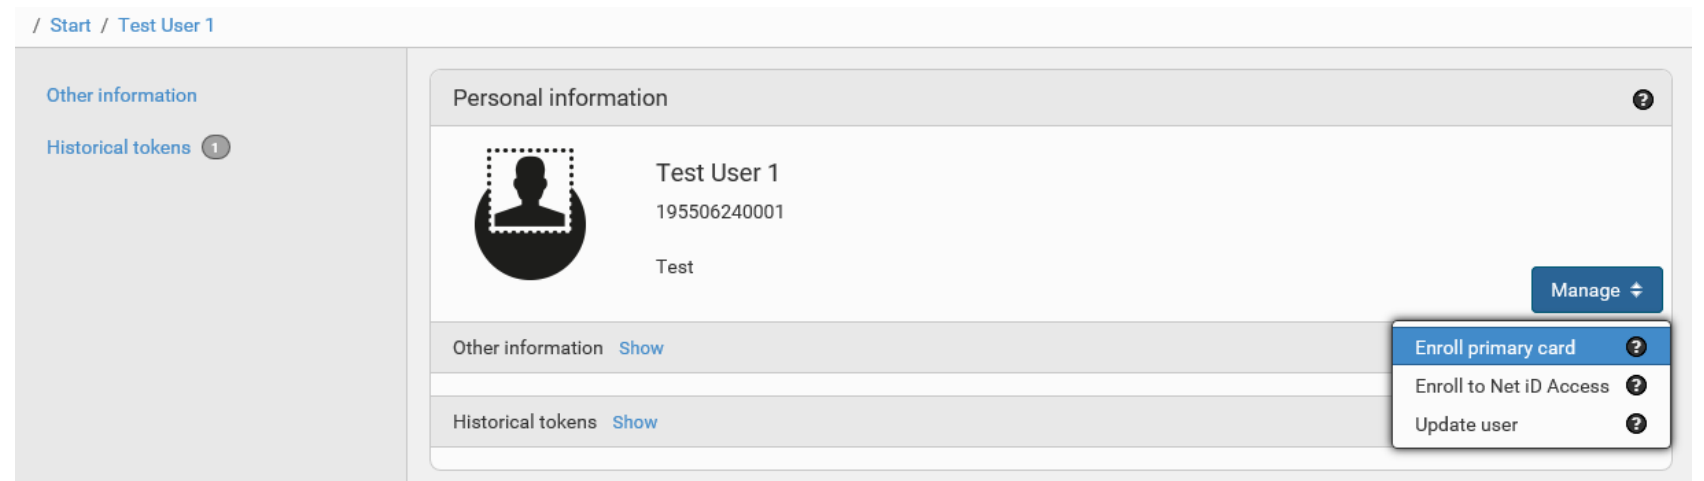 / Start / Test User 1
Other information
Historical tokens 1
Personal information ?
Test User 1
195506240001
Test
Manage
Other information Show
Historical tokens Show
Enroll primary card ?
Enroll to Net iD Access ?
Update user ?